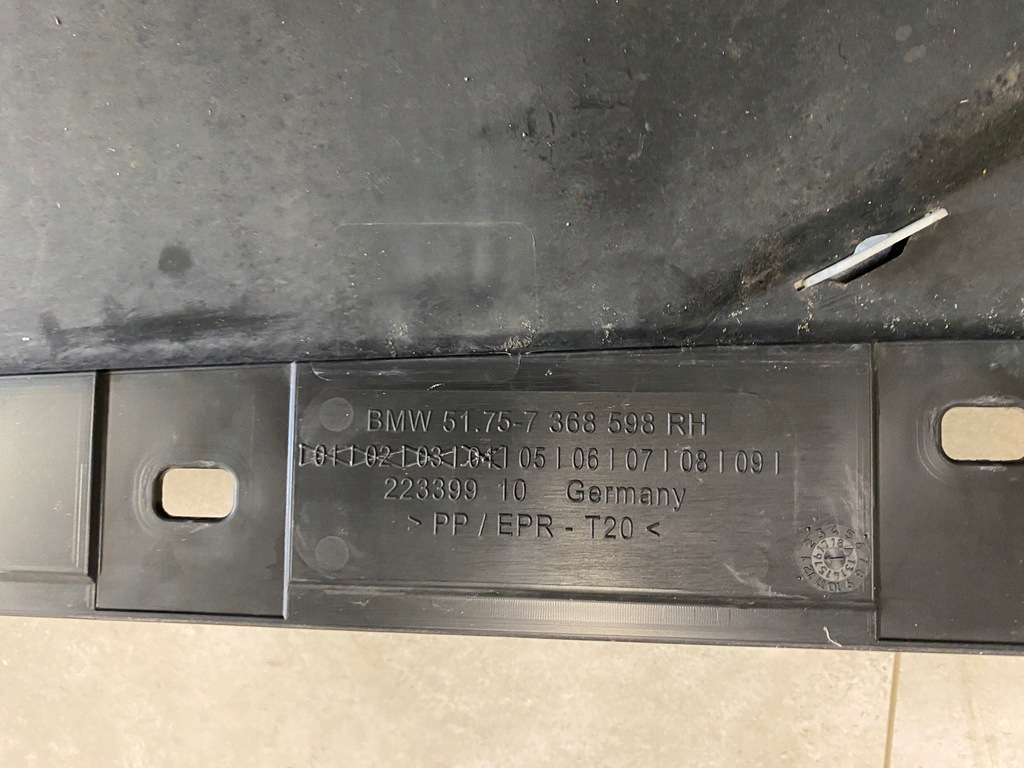 BMW 51.75-7 368 598 RH
| 01 | 02 | 03 | 04 | 05 | 06 | 07 | 08 | 09 |
223399 10 Germany
> PP / EPR - T20 <